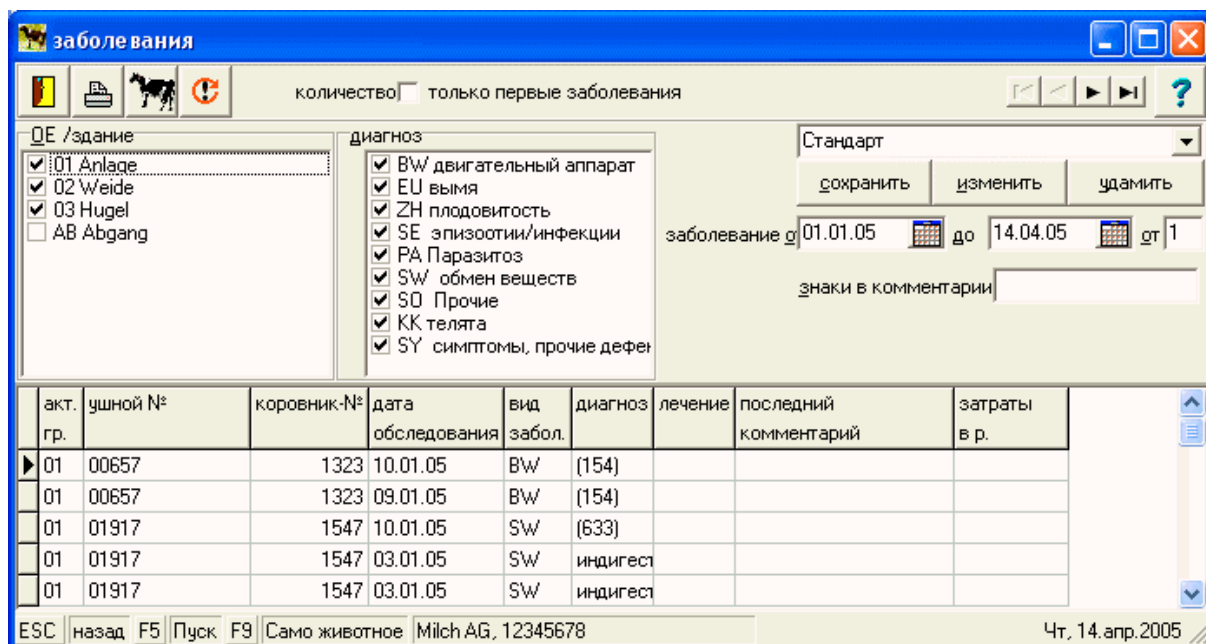 заболевания
количество только первые заболевания
ОЕ /здание
диагноз
01 Anlage
02 Weide
03 Hugel
AB Abgang
BW двигательный аппарат
EU вымя
ZH плодовитость
SE эпизоотии/инфекции
PA Паразитоз
SW обмен веществ
SO Прочие
KK телята
SY симптомы, прочие дефек
Стандарт
сохранить изменить удамить
заболевание о 01.01.05 до 14.04.05 от 1
знаки в комментарии
акт. гр. ушной № коровник-№ дата обследования вид забол. диагноз лечение последний комментарий затраты в р.
01 00657 1323 10.01.05 BW (154)
01 00657 1323 09.01.05 BW (154)
01 01917 1547 10.01.05 SW (633)
01 01917 1547 03.01.05 SW индигест
01 01917 1547 03.01.05 SW индигест
ESC назад F5 Пуск F9 Само животное Milch AG, 12345678 Чт, 14.апр.2005